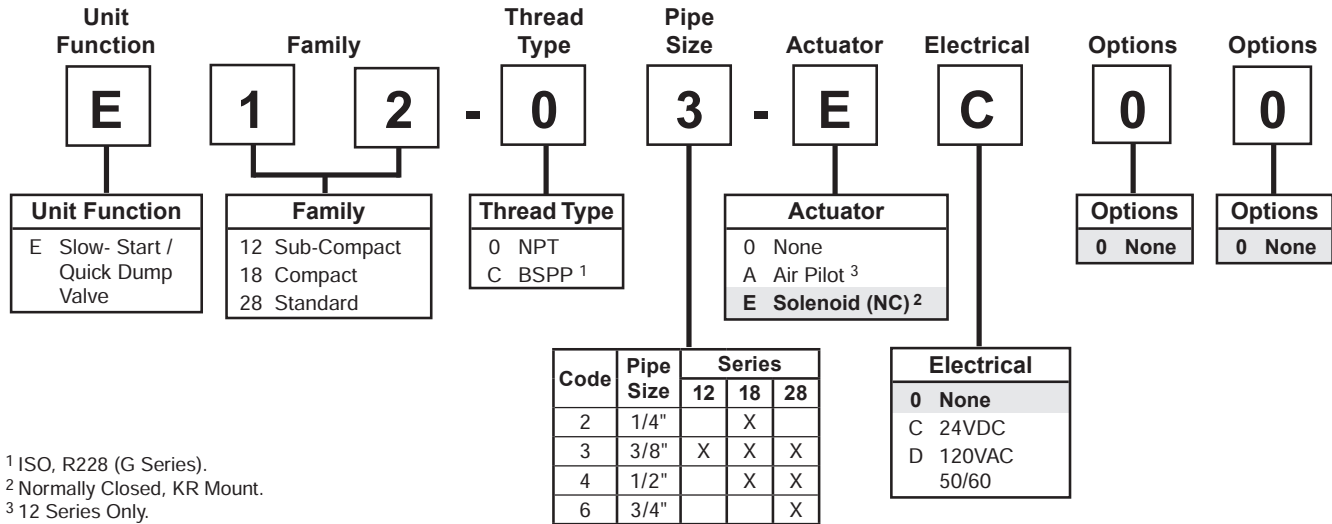 Unit Function
Family
Thread Type
Pipe Size
Actuator
Electrical
Options
Options
E 1 2 - 0 3 - E C 0 0
Unit Function
E Slow- Start / Quick Dump Valve
Family
12 Sub-Compact
18 Compact
28 Standard
Thread Type
0 NPT
C BSPP 1
Actuator
0 None
A Air Pilot 3
E Solenoid (NC) 2
Options
0 None
Options
0 None
Code Pipe Size Series
12 18 28
2 1/4" X
3 3/8" X X X
4 1/2" X X
6 3/4" X
Electrical
0 None
C 24VDC
D 120VAC
50/60
1 ISO, R228 (G Series).
2 Normally Closed, KR Mount.
3 12 Series Only.